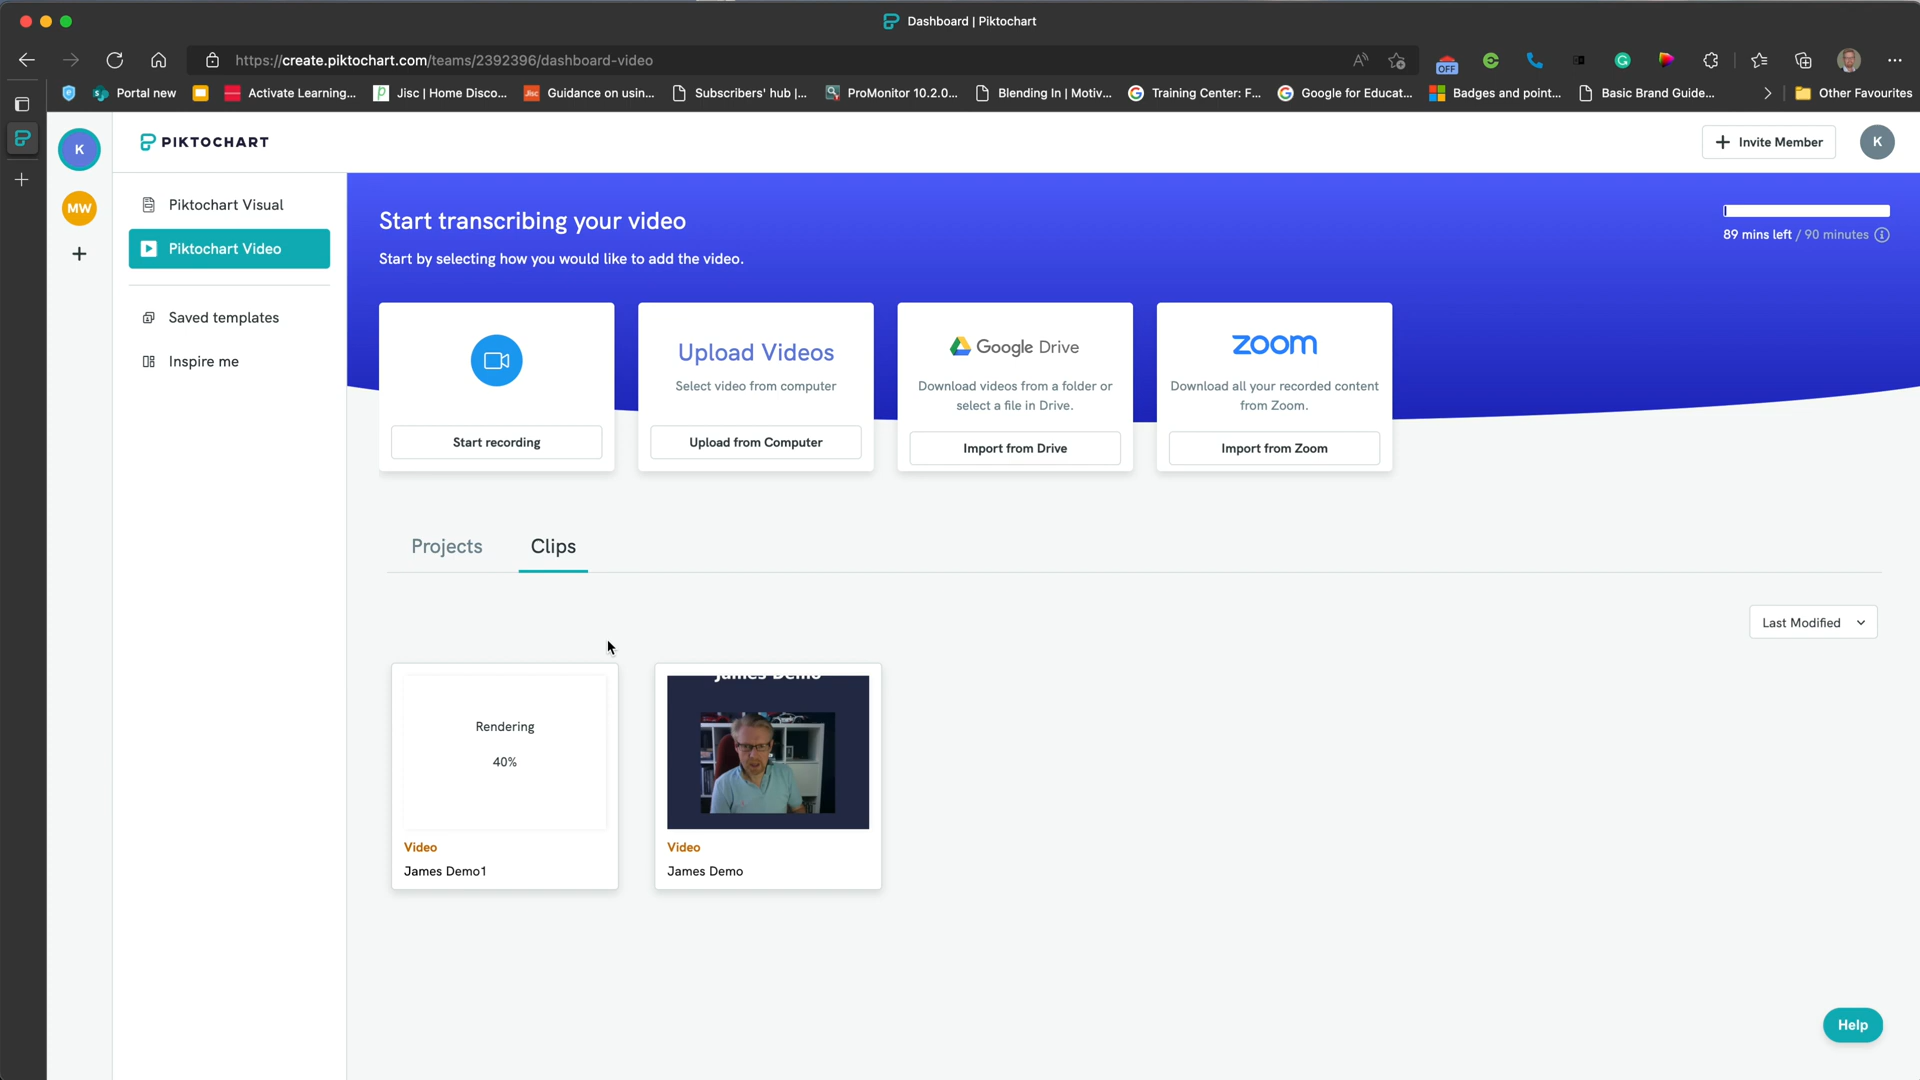 Dashboard | Piktochart
https://create.piktochart.com/teams/2392396/dashboard-video
OFF
Portal new
Activate Learning...
Jisc | Home Disco...
Guidance on usin...
Subscribers' hub |...
ProMonitor 10.2.0...
Blending In | Motiv...
Training Center: F...
Google for Educat...
Badges and point...
Basic Brand Guide...
Other Favourites
K
PIKTOCHART
Invite Member
K
MW
Piktochart Visual
Piktochart Video
Saved templates
Inspire me
Start transcribing your video
Start by selecting how you would like to add the video.
89 mins left / 90 minutes
Start recording
Upload Videos
Select video from computer
Upload from Computer
Google Drive
Download videos from a folder or
select a file in Drive.
Import from Drive
zoom
Download all your recorded content
from Zoom.
Import from Zoom
Projects
Clips
Last Modified
Rendering
40%
Video
James Demo1
James Demo
Video
James Demo
Help